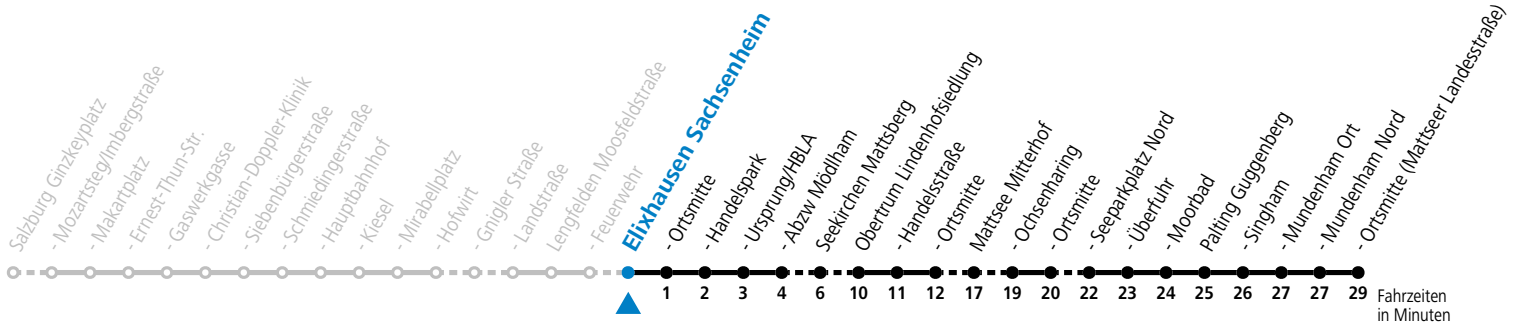 Salzburg Ginzkeyplatz
- Mozartsteg/Imbergstraße
- Makartplatz
- Ernest-Thun-Str.
- Gaswerkgasse
- Christian-Doppler-Klinik
- Siebenbürgerstraße
- Schmiedingerstraße
- Hauptbahnhof
- Kiesel
- Mirabellplatz
- Hofwirt
- Gnigler Straße
- Landstraße
Lengfelden Moosfeldstraße
- Feuerwehr
Elixhausen Sachsenheim
- Ortsmitte
- Handelspark
- Ursprung/HBLA
- Abzw Mödlham
Seekirchen Mattsberg
Obertrum Lindenhofsiedlung
- Handelsstraße
- Ortsmitte
Mattsee Mitterhof
- Ochsenharing
- Ortsmitte
- Seeparkplatz Nord
- Überfuhr
- Moorbad
Palting Guggenberg
- Singham
- Mundenham Ort
- Mundenham Nord
- Ortsmitte (Mattseer Landesstraße)
1 2 3 4 6 10 11 12 17 19 20 22 23 24 25 26 27 27 29
Fahrzeiten
in Minuten